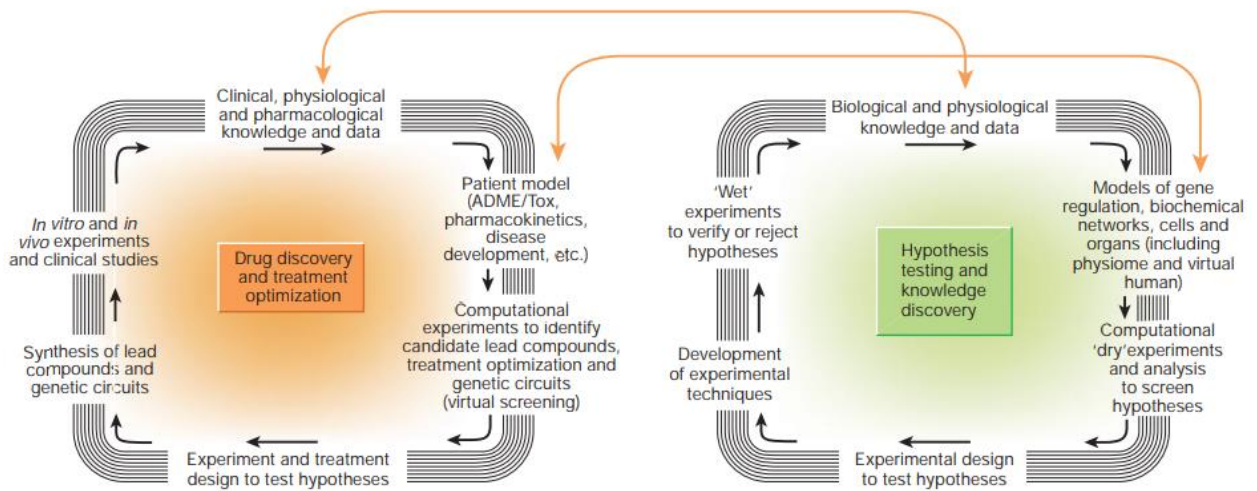 Clinical, physiological
and pharmacological
knowledge and data
Patient model
(ADME/Tox,
pharmacokinetics,
disease
development, etc.)
Computational
experiments to identify
candidate lead compounds,
treatment optimization and
genetic circuits
(virtual screening)
Experiment and treatment
design to test hypotheses
Synthesis of lead
compounds and
genetic circuits
In vitro and in
vivo experiments
and clinical studies
Drug discovery
and treatment
optimization
Biological and physiological
knowledge and data
Models of gene
regulation, biochemical
networks, cells and
organs (including
physiome and virtual
human)
Computational
'dry'experiments
and analysis
to screen
hypotheses
Experimental design
to test hypotheses
Development
of experimental
techniques
'Wet'
experiments
to verify or reject
hypotheses
Hypothesis
testing and
knowledge
discovery